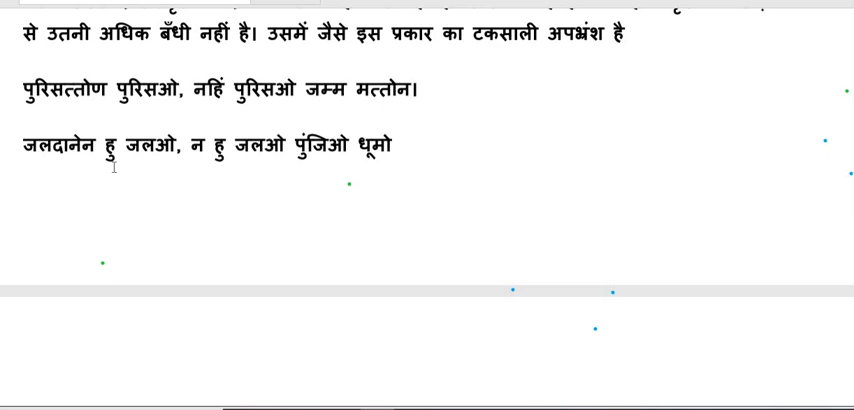 से उतनी अधिक बँधी नहीं है। उसमें जैसे इस प्रकार का टकसाली अपभ्रंश है
पुरिसत्तोण पुरिसओ, नहिं पुरिसओ जम्म मत्तोन।
जलदानेन हु जलओ, न हु जलओ पुंजिओ धूमो